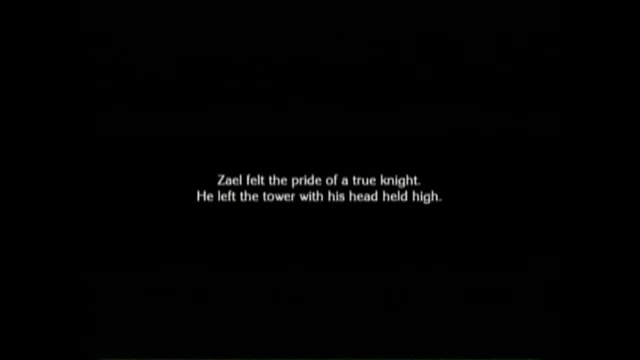 Zael felt the pride of a true knight.
He left the tower with his head held high.